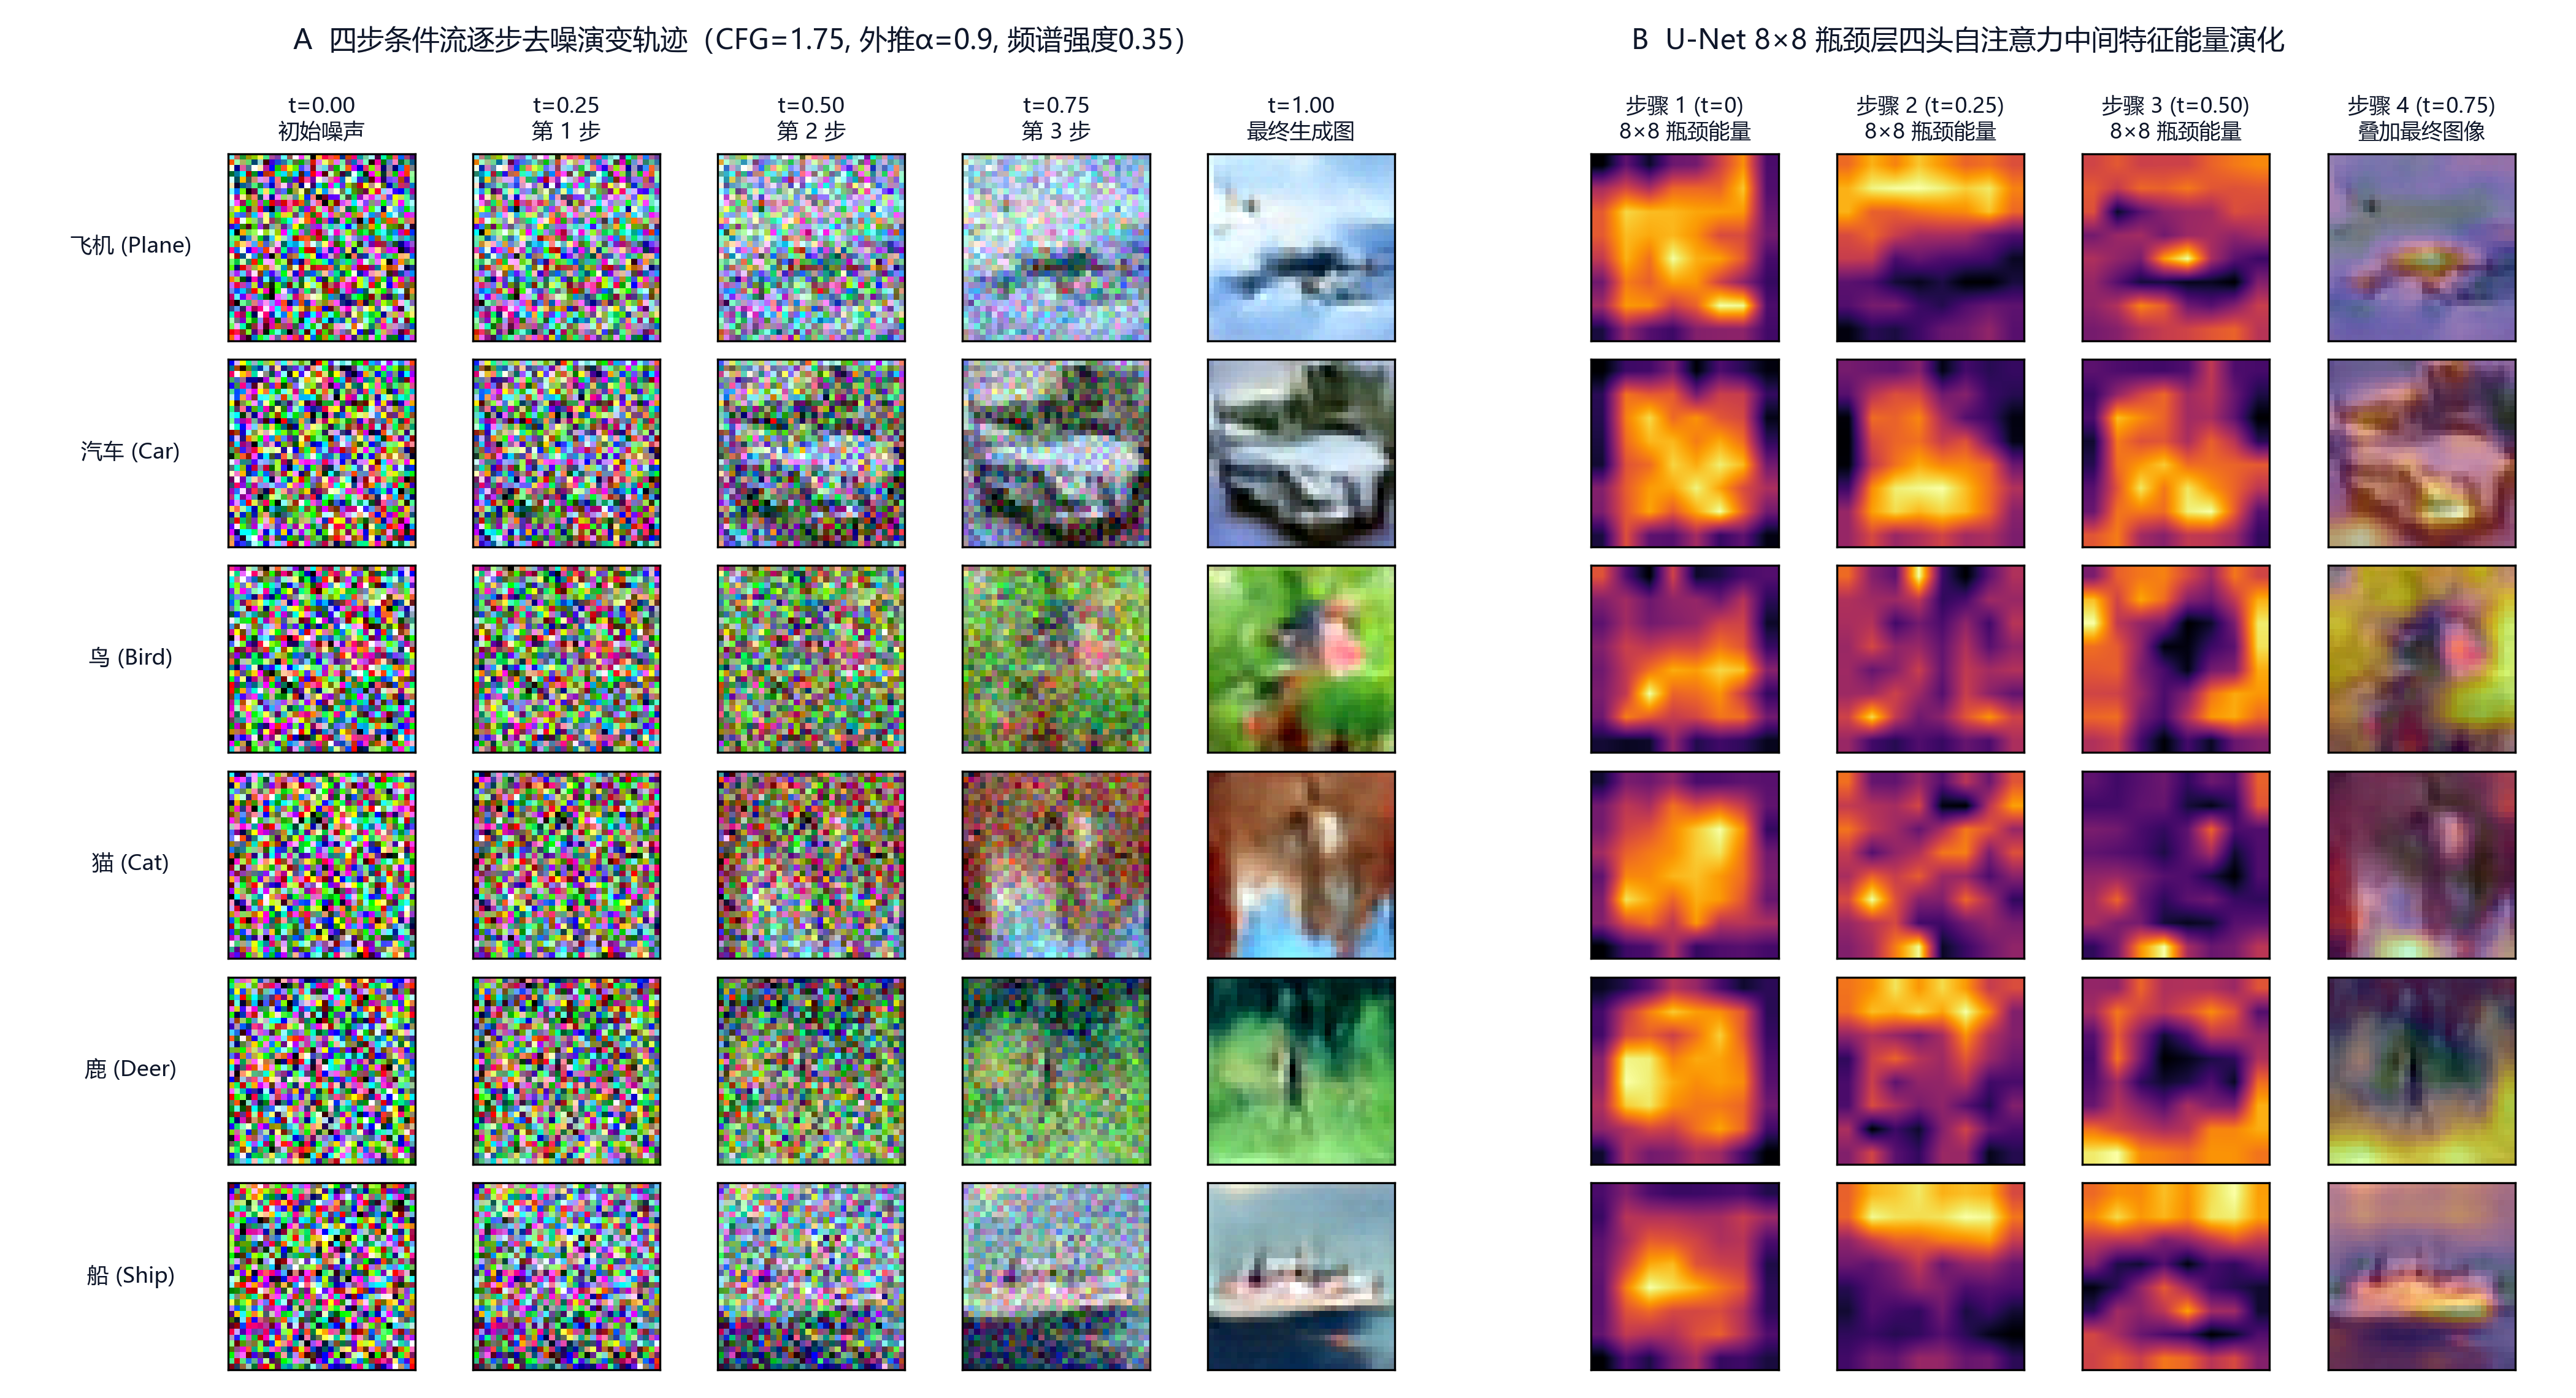 A 四步条件流逐步去噪演变轨迹（CFG=1.75, 外推α=0.9, 频谱强度0.35）
B U-Net 8×8 瓶颈层四头自注意力中间特征能量演化
t=0.00
初始噪声
t=0.25
第 1 步
t=0.50
第 2 步
t=0.75
第 3 步
t=1.00
最终生成图
步骤 1 (t=0)
8×8 瓶颈能量
步骤 2 (t=0.25)
8×8 瓶颈能量
步骤 3 (t=0.50)
8×8 瓶颈能量
步骤 4 (t=0.75)
叠加最终图像
飞机 (Plane)
汽车 (Car)
鸟 (Bird)
猫 (Cat)
鹿 (Deer)
船 (Ship)